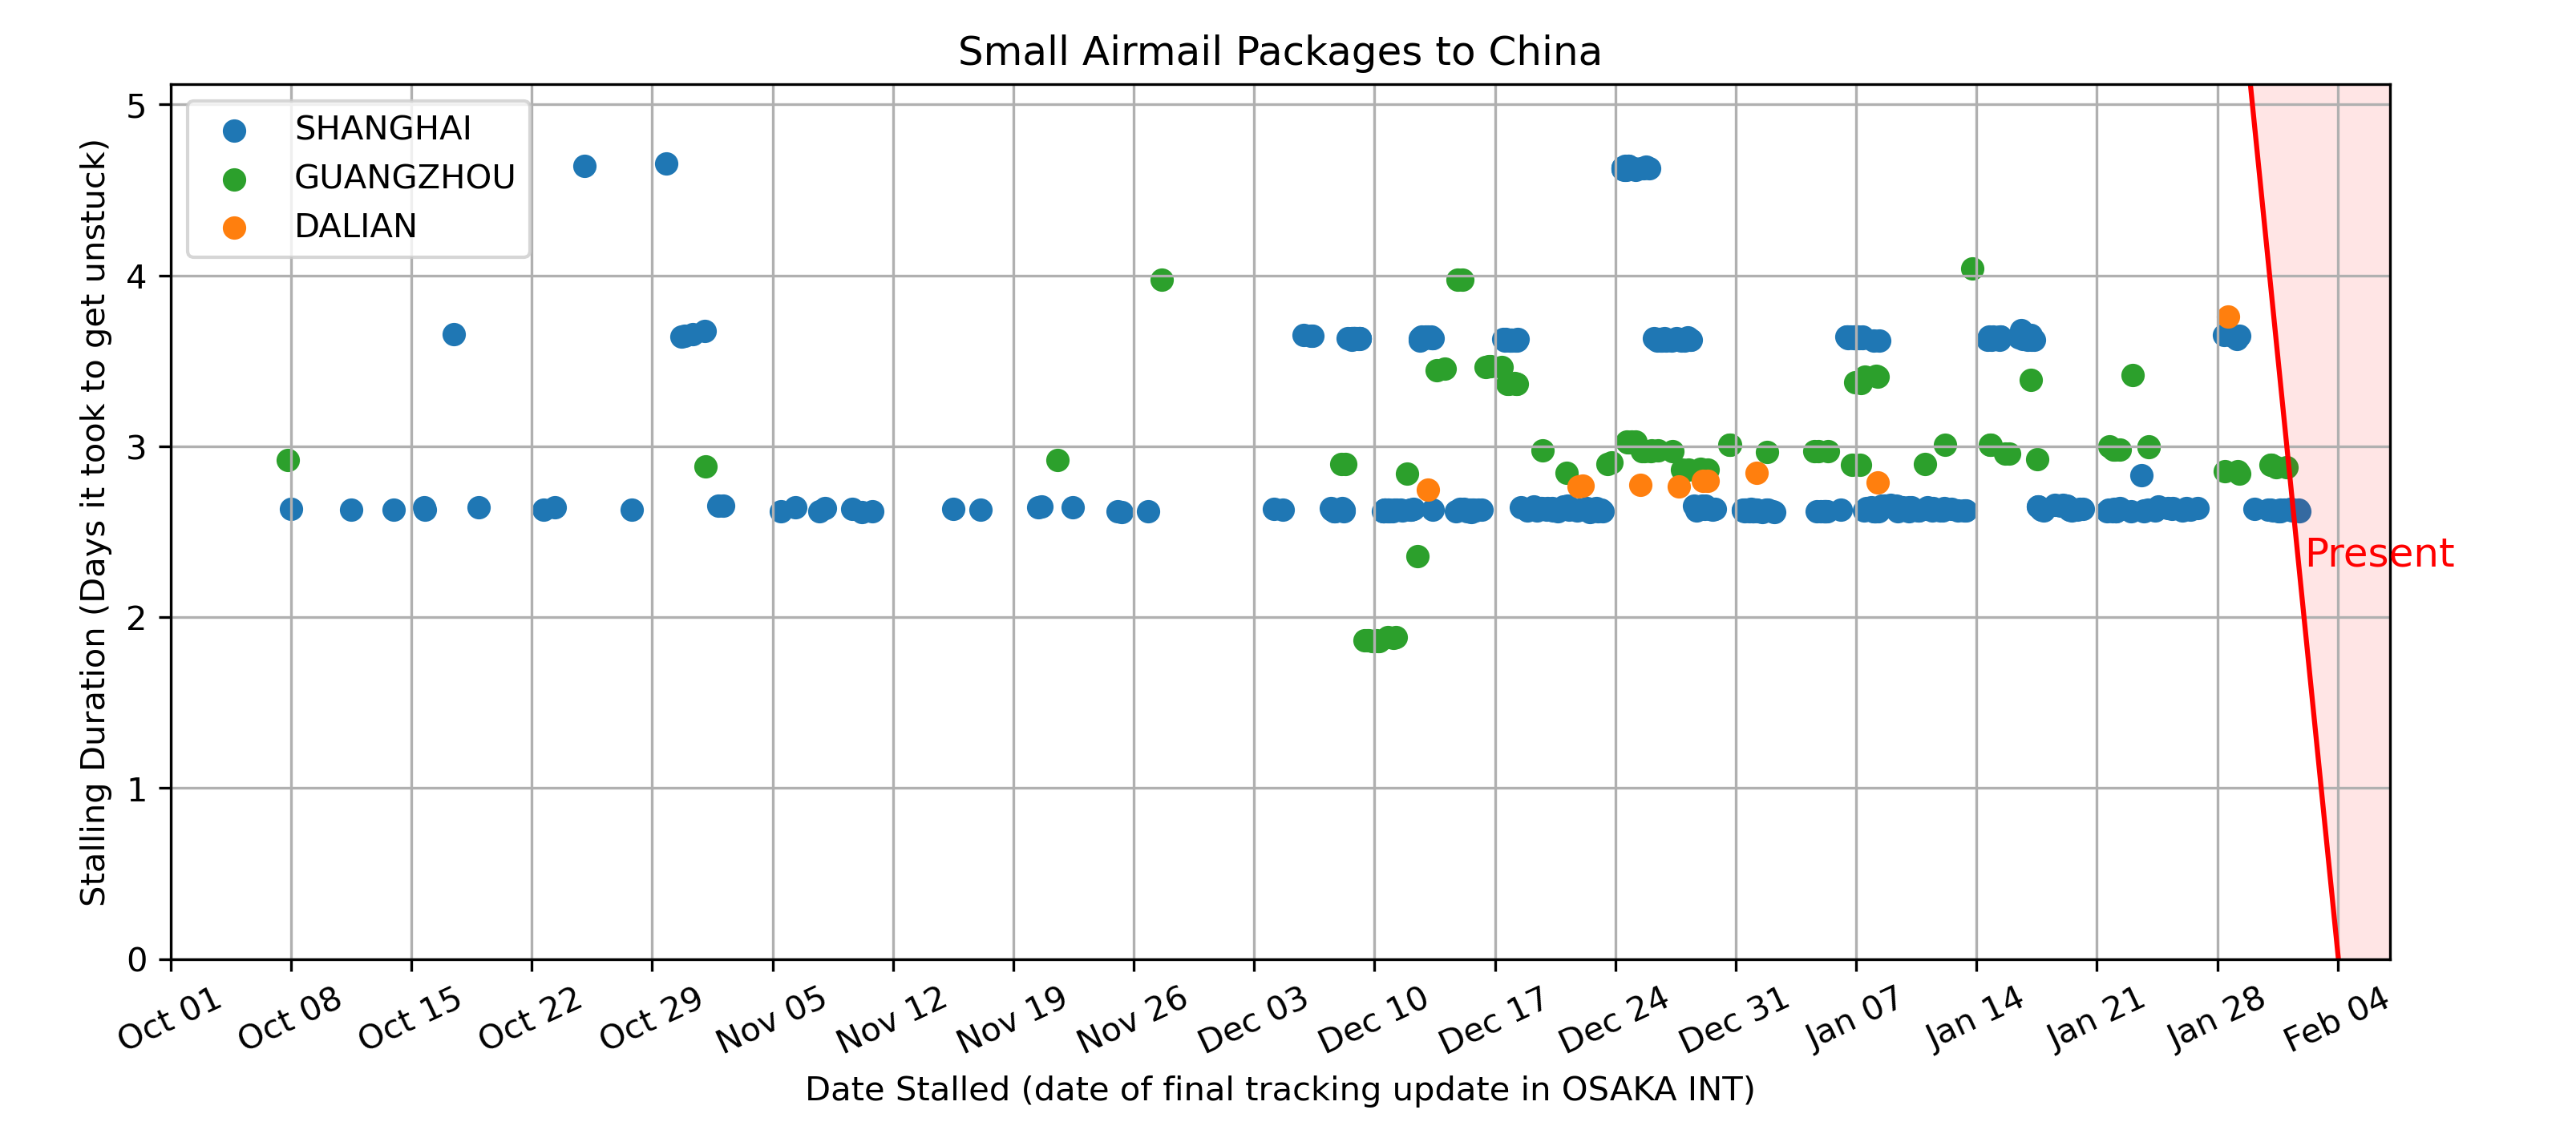 Small Airmail Packages to China
SHANGHAI
GUANGZHOU
DALIAN
Stalling Duration (Days it took to get unstuck)
5
4
3
2
1
0
Present
Oct 01
Oct 08
Oct 15
Oct 22
Oct 29
Nov 05
Nov 12
Nov 19
Nov 26
Dec 03
Dec 10
Dec 17
Dec 24
Dec 31
Jan 07
Jan 14
Jan 21
Jan 28
Feb 04
Date Stalled (date of final tracking update in OSAKA INT)